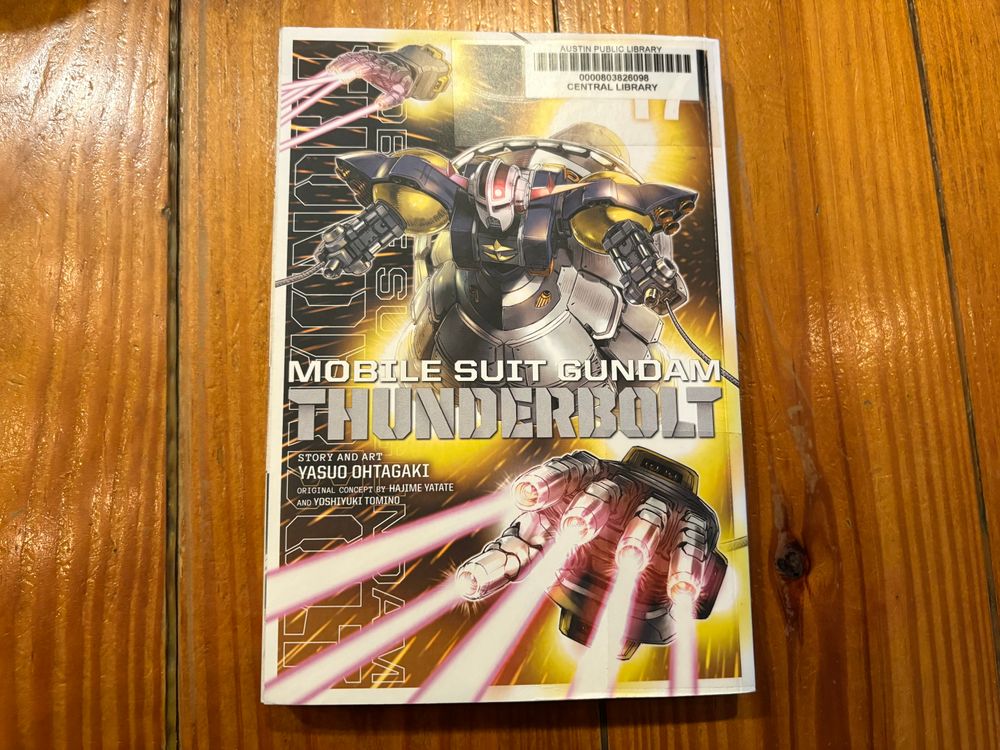 AUSTIN PUBLIC LIBRARY
0000803826098
CENTRAL LIBRARY
17
MOBILE SUIT GUNDAM
THUNDERBOLT
STORY AND ART
YASUO OHTAGAKI
ORIGINAL CONCEPT BY HAJIME YATATE
AND YOSHIYUKI TOMINO